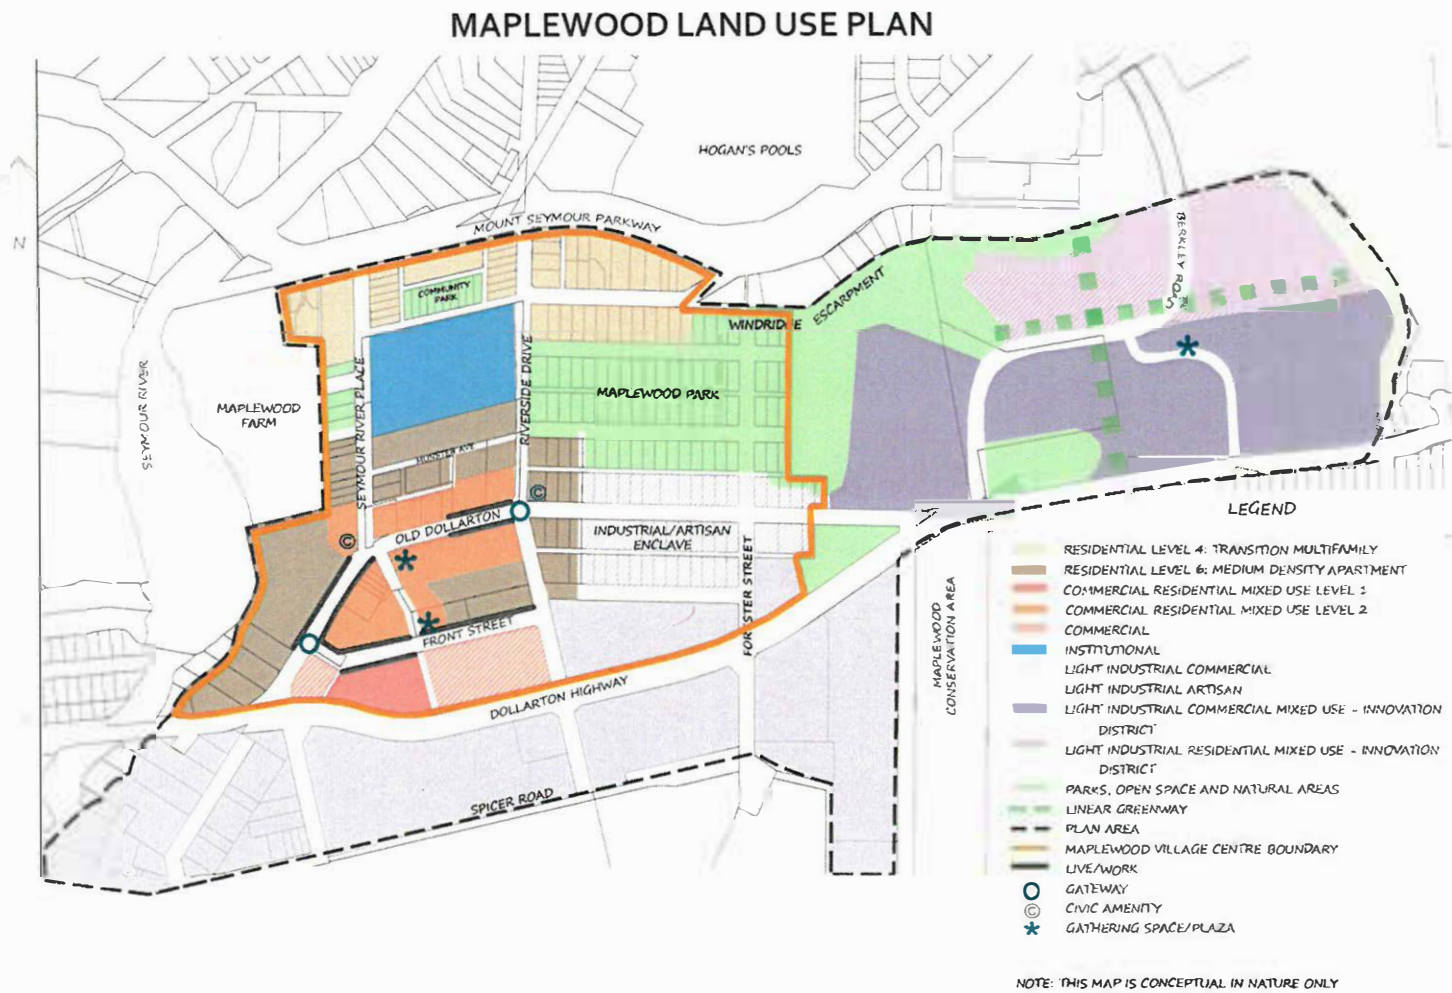 MAPLEWOOD LAND USE PLAN
HOGAN'S POOLS
MOUNT SEYMOUR PARKWAY
N
BERKLEY ROAD
COMMUNITY
PARK
ESCARPMENT
WINDRIDGE
SEYMOUR RIVER
MAPLEWOOD
FARM
SEYMOUR RIVER PLACE
RIVERSIDE DRIVE
MAPLEWOOD PARK
MUNSTER AVE
©
OLD DOLLARTON
INDUSTRIAL/ARTISAN
ENCLAVE
©
FORESTER STREET
MAPLEWOOD
CONSERVATION AREA
FRONT STREET
DOLLARTON HIGHWAY
SPICER ROAD
LEGEND
RESIDENTIAL LEVEL 4: TRANSITION MULTIFAMILY
RESIDENTIAL LEVEL 6: MEDIUM DENSITY APARTMENT
COMMERCIAL RESIDENTIAL MIXED USE LEVEL 1
COMMERCIAL RESIDENTIAL MIXED USE LEVEL 2
COMMERCIAL
INSTITUTIONAL
LIGHT INDUSTRIAL COMMERCIAL
LIGHT INDUSTRIAL ARTISAN
LIGHT INDUSTRIAL COMMERCIAL MIXED USE - INNOVATION
DISTRICT
LIGHT INDUSTRIAL RESIDENTIAL MIXED USE - INNOVATION
DISTRICT
PARKS, OPEN SPACE AND NATURAL AREAS
LINEAR GREENWAY
PLAN AREA
MAPLEWOOD VILLAGE CENTRE BOUNDARY
LIVE/WORK
GATEWAY
© CIVIC AMENITY
GATHERING SPACE/PLAZA
NOTE: THIS MAP IS CONCEPTUAL IN NATURE ONLY